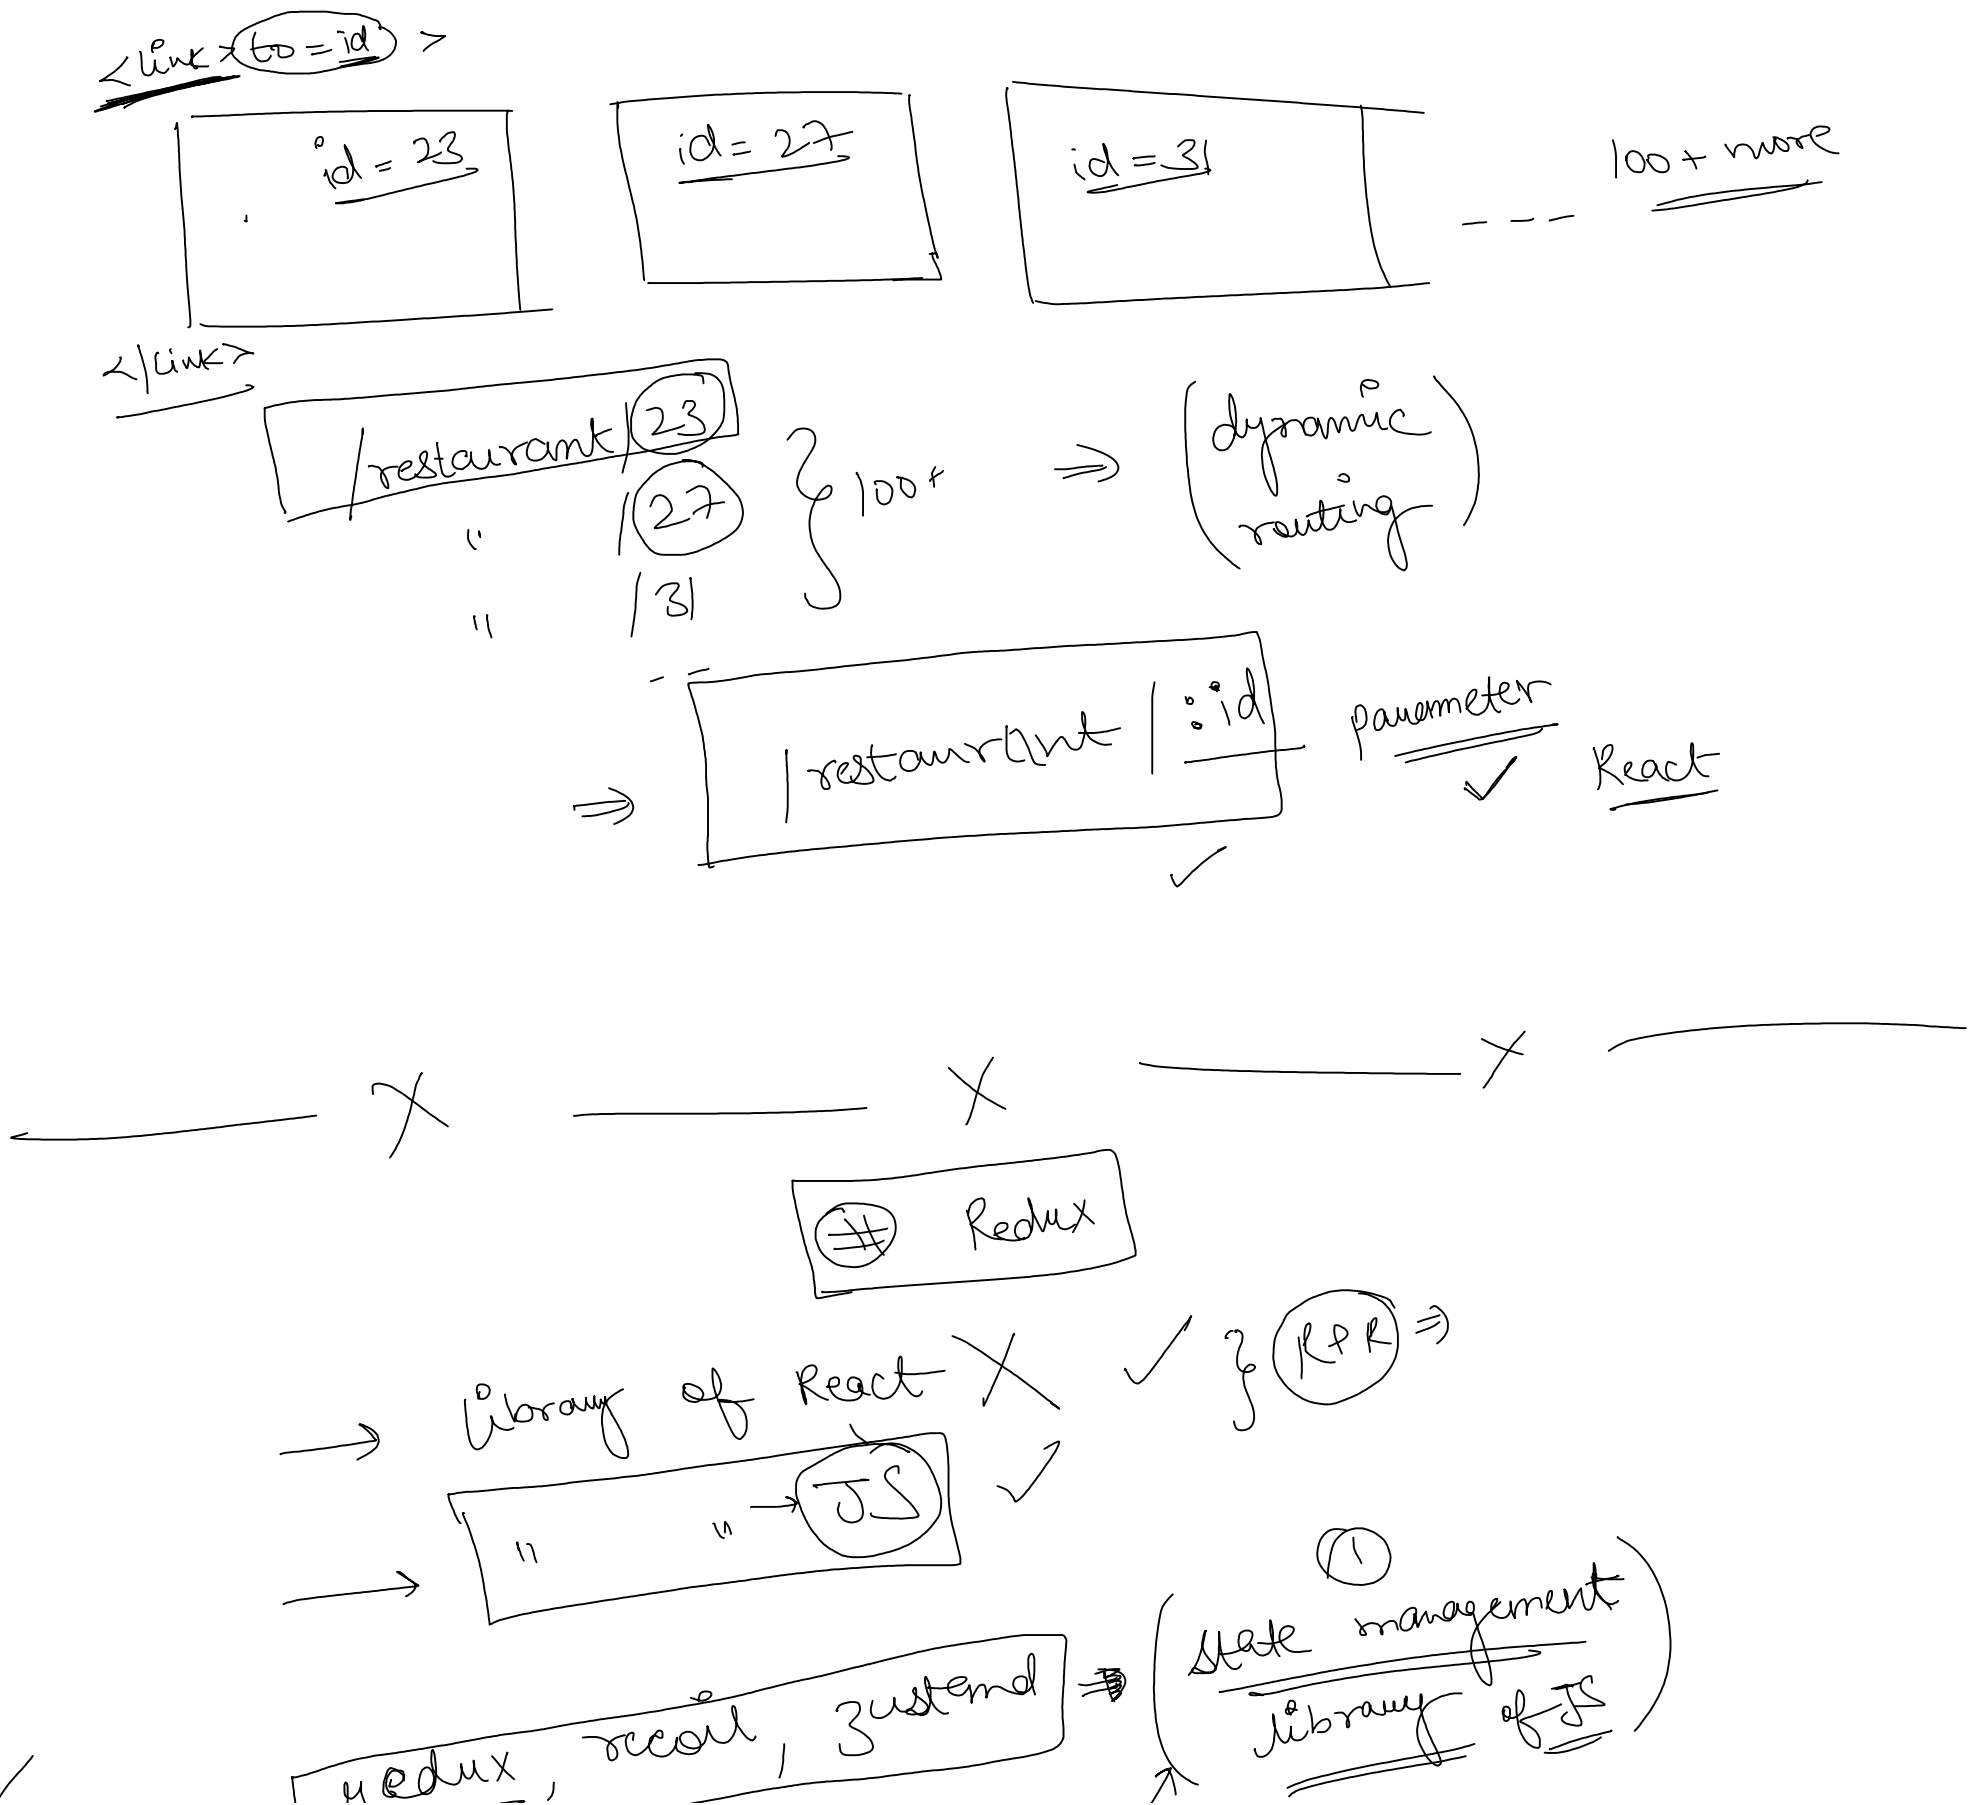 <Link to=id >
id=23
id=27
id=31
--- 100+ more
</Link>
/restaurant/23
" /27
" /31
--
} 100+ ⇒ (dynamic
routing)
⇒ /restaurant/:id parameter ✓ React
✓
X X X
# Redux
→ library of React X ✓ } RPR ⇒
→ " " → JS ✓
①
redux, recoil, zustand ⇒ (state management
library of JS)